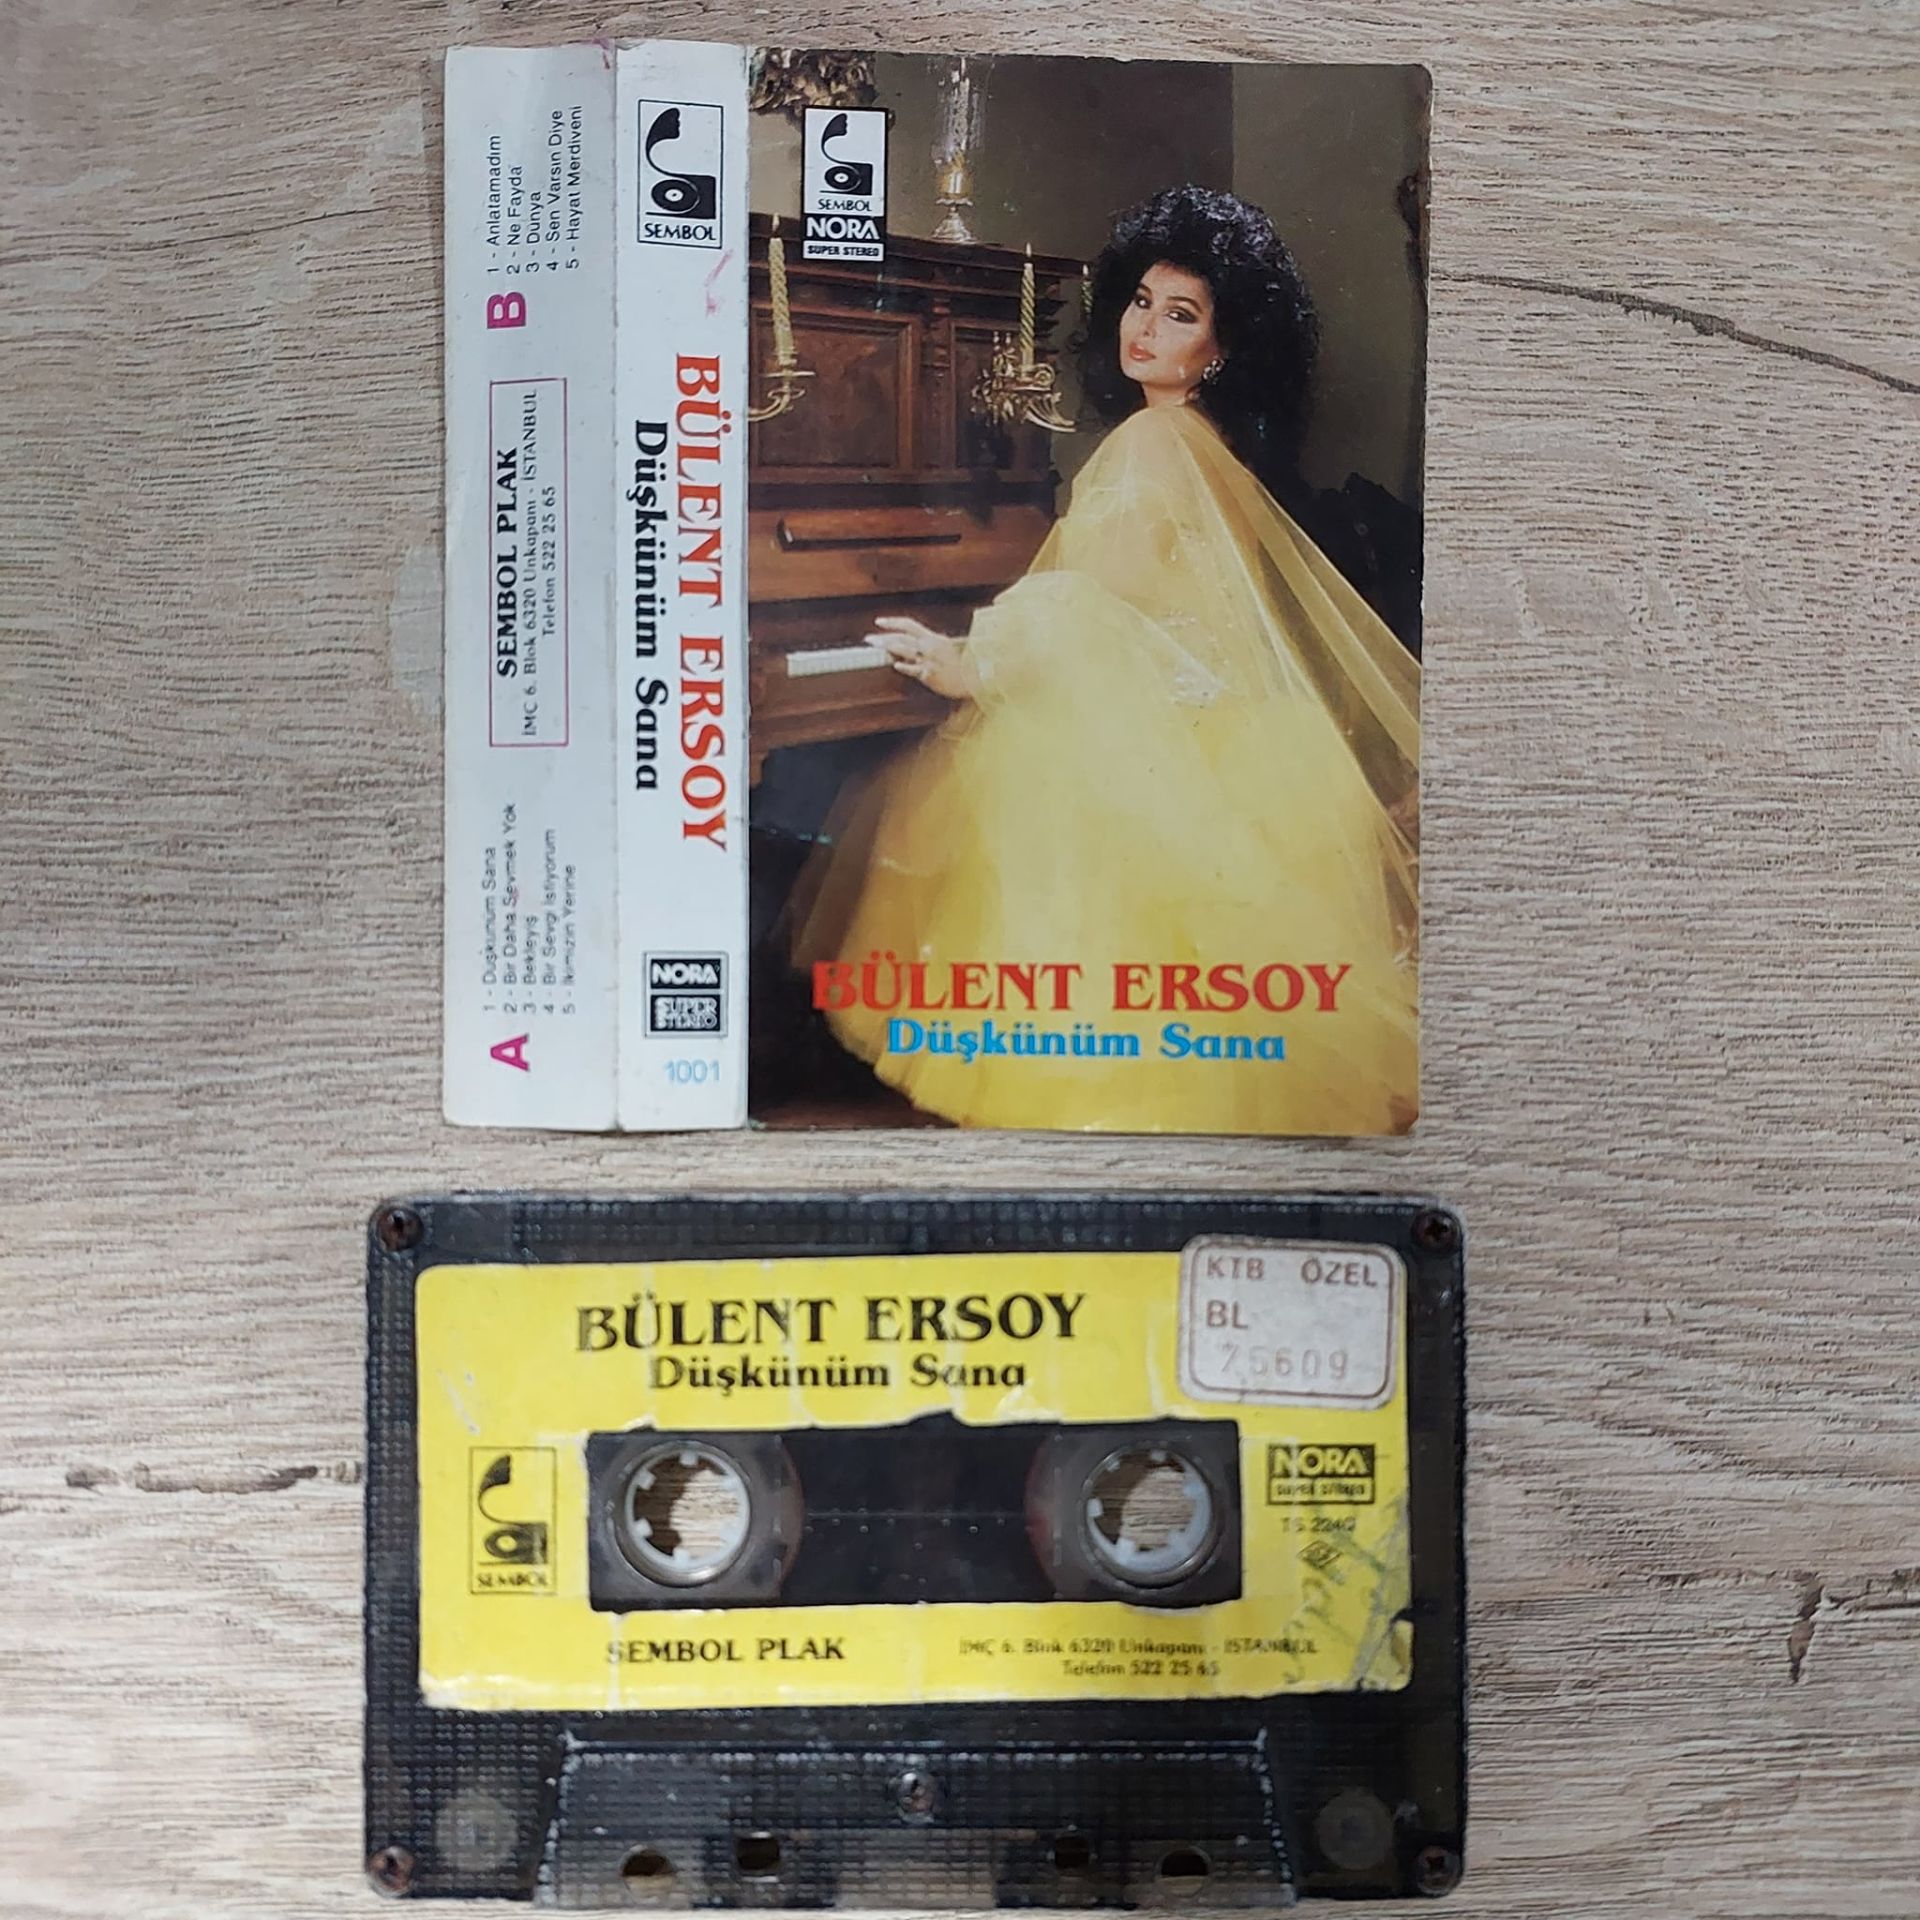 A
1 - Düşkünüm Sana
2 - Bir Daha Sevmek Yok
3 - Bekleyiş
4 - Bir Sevgi İstiyorum
5 - İkimizin Yerine
SEMBOL PLAK
İMÇ 6. Blok 6320 Unkapanı - İSTANBUL
Telefon 522 25 65
B
1 - Anlatamadım
2 - Ne Fayda
3 - Dünya
4 - Sen Varsın Diye
5 - Hayat Merdiveni
SEMBOL
BÜLENT ERSOY
Düşkünüm Sana
NORA
SUPER
STEREO
1001
SEMBOL
NORA
SUPER STEREO
BÜLENT ERSOY
Düşkünüm Sana
BÜLENT ERSOY
Düşkünüm Sana
KTB ÖZEL
BL
75609
SEMBOL
NORA
SUPER STEREO
SEMBOL PLAK
İMÇ 6. Blok 6320 Unkapanı - İSTANBUL
Telefon 522 25 65